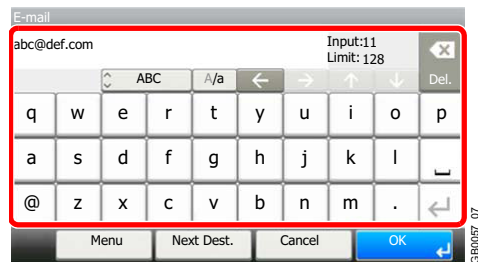 E-mail
abc@def.com
Input:11
Limit: 128
ABC
A/a
Del.
q w e r t y u i o p
a s d f g h j k l
@ z x c v b n m .
Menu Next Dest. Cancel OK
GB0057_07